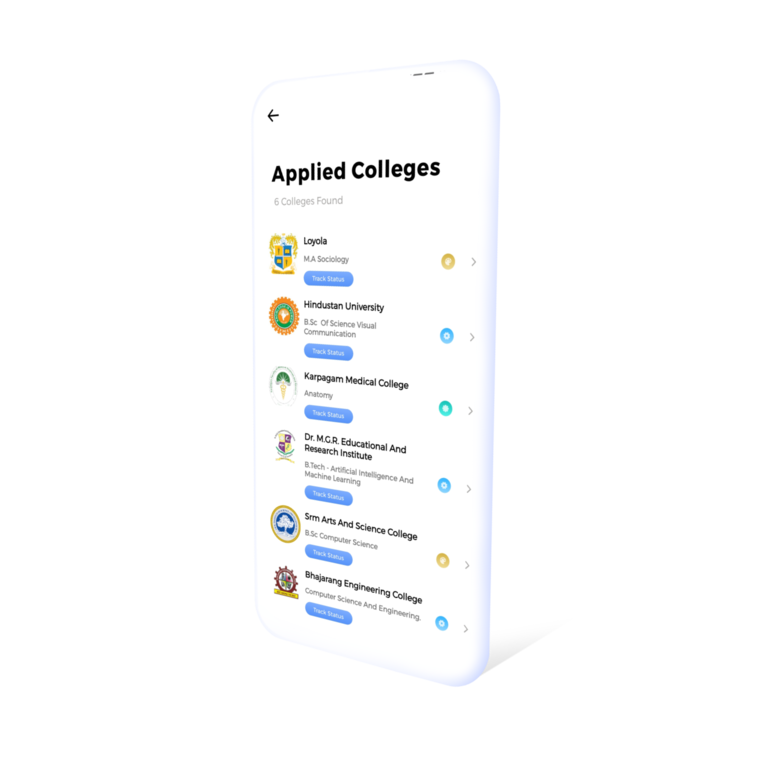 Applied Colleges
6 Colleges Found
Loyola
M.A Sociology
Track Status
Hindustan University
B.Sc Of Science Visual
Communication
Track Status
Karpagam Medical College
Anatomy
Track Status
Dr. M.G.R. Educational And
Research Institute
B.Tech - Artificial Intelligence And
Machine Learning
Track Status
Srm Arts And Science College
B.Sc Computer Science
Track Status
Bhajarang Engineering College
Computer Science And Engineering.
Track Status